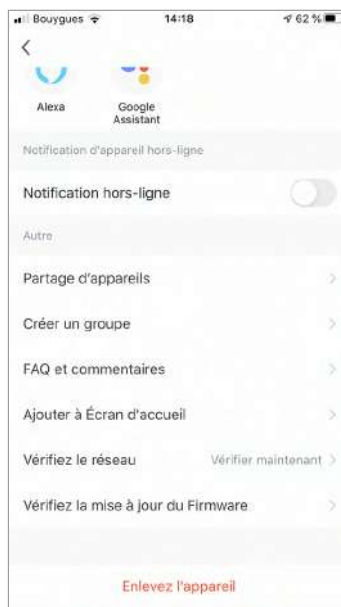 Bouygues 14:18 62 %
Alexa Google
Assistant
Notification d'appareil hors-ligne
Notification hors-ligne
Autre
Partage d'appareils
Créer un groupe
FAQ et commentaires
Ajouter à Écran d'accueil
Vérifiez le réseau Vérifier maintenant
Vérifiez la mise à jour du Firmware
Enlevez l'appareil